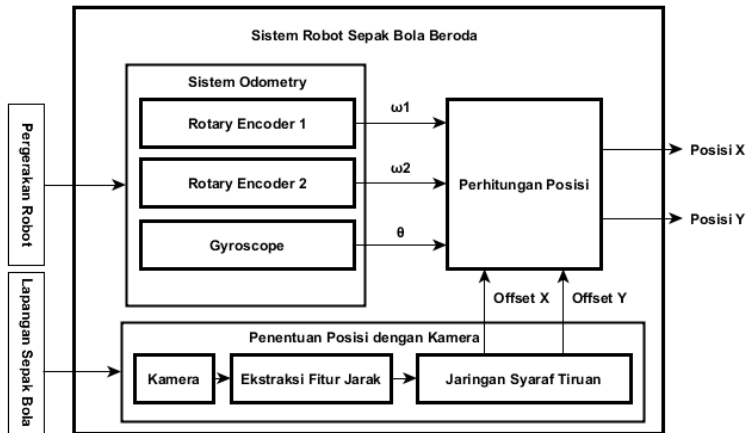 Sistem Robot Sepak Bola Beroda
Sistem Odometry
Rotary Encoder 1
ω1
Rotary Encoder 2
ω2
Gyroscope
θ
Perhitungan Posisi
Posisi X
Posisi Y
Pergerakan Robot
Lapangan Sepak Bola
Offset X
Offset Y
Penentuan Posisi dengan Kamera
Kamera
Ekstraksi Fitur Jarak
Jaringan Syaraf Tiruan